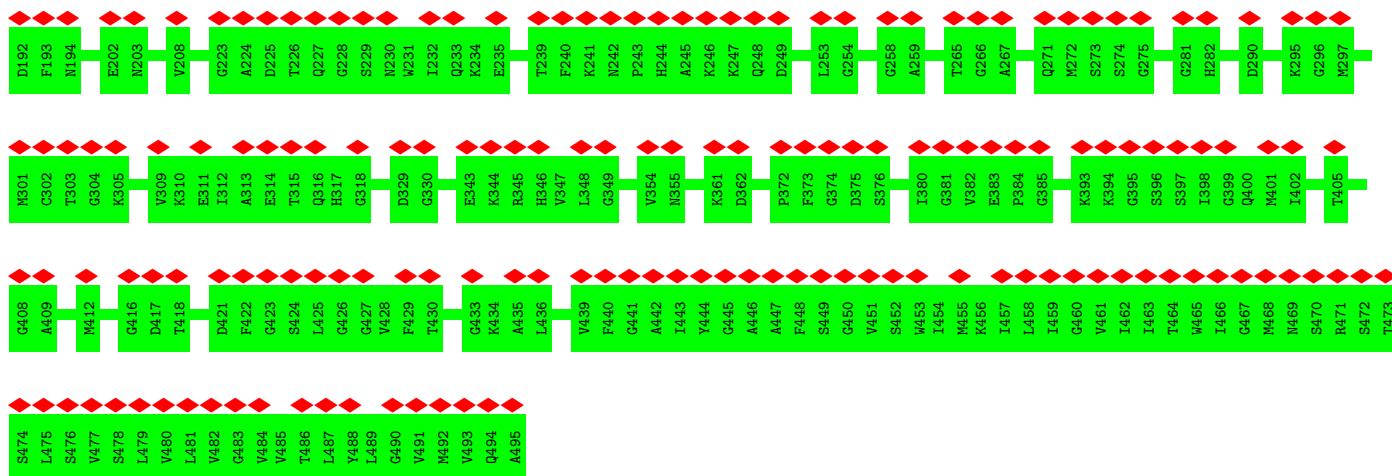 D192 F193 N194 E202 N203 V208 G223 A224 D225 T226 Q227 G228 S229 N230 W231 I232 Q233 K234 E235 T239 F240 K241 N242 P243 H244 A245 K246 K247 Q248 D249 L253 G254 G258 A259 T265 G266 A267 Q271 M272 S273 S274 G275 G281 H282 D290 K295 G296 M297
M301 C302 T303 G304 K305 V309 K310 E311 I312 A313 E314 T315 Q316 H317 G318 D329 G330 E343 K344 R345 H346 V347 L348 G349 V354 N355 K361 D362 P372 F373 G374 D375 S376 I380 G381 V382 E383 P384 G385 K393 K394 G395 S396 S397 I398 G399 Q400 M401 I402 T405
G408 A409 M412 G416 D417 T418 D421 F422 G423 S424 L425 G426 G427 V428 F429 T430 G433 K434 A435 L436 V439 F440 G441 A442 I443 Y444 G445 A446 A447 F448 S449 G450 V451 S452 W453 I454 M455 K456 I457 L458 I459 G460 V461 I462 I463 T464 W465 I466 G467 M468 N469 S470 R471 S472 T473
S474 L475 S476 V477 S478 L479 V480 L481 V482 G483 V484 V485 T486 L487 Y488 L489 G490 V491 M492 V493 Q494 A495